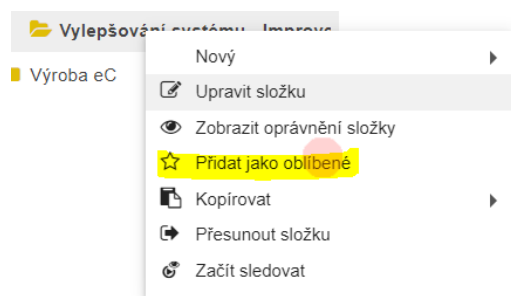 Vylepšování systému - Improve
Nový
Výroba eC
Upravit složku
Zobrazit oprávnění složky
Přidat jako oblíbené
Kopírovat
Přesunout složku
Začít sledovat